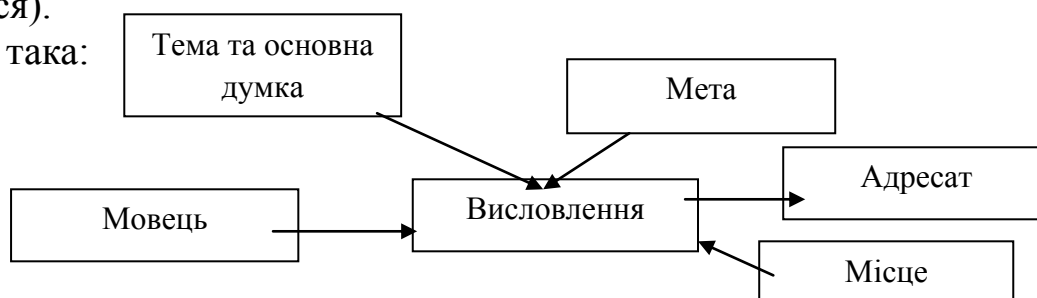 ся).
така:
Тема та основна
думка
Мета
Адресат
Мовець
Висловлення
Місце